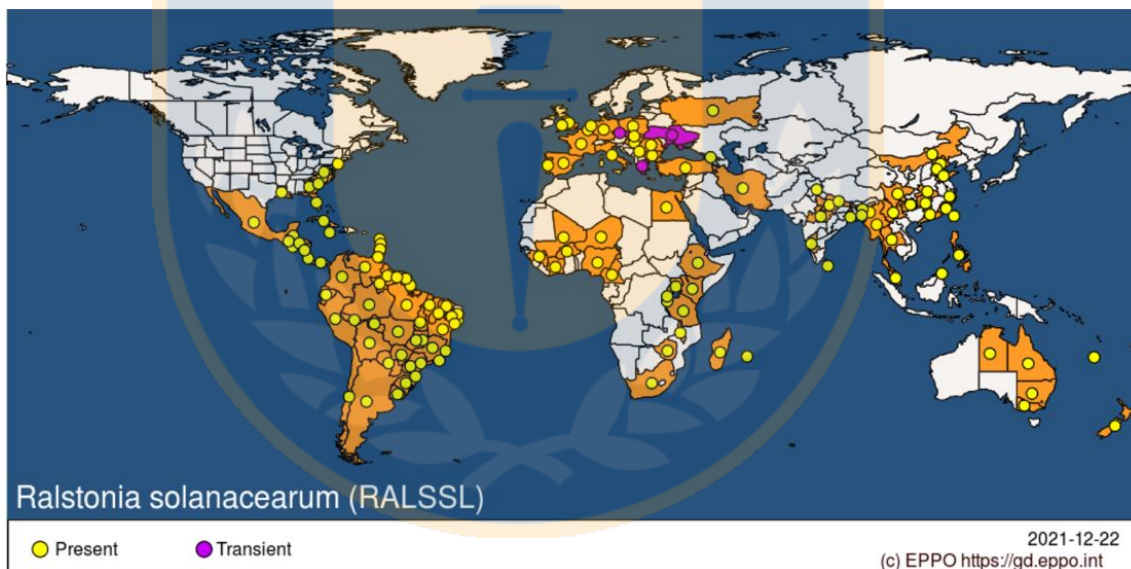 Ralstonia solanacearum (RALSSL)
Present
Transient
2021-12-22
(c) EPPO https://gd.eppo.int